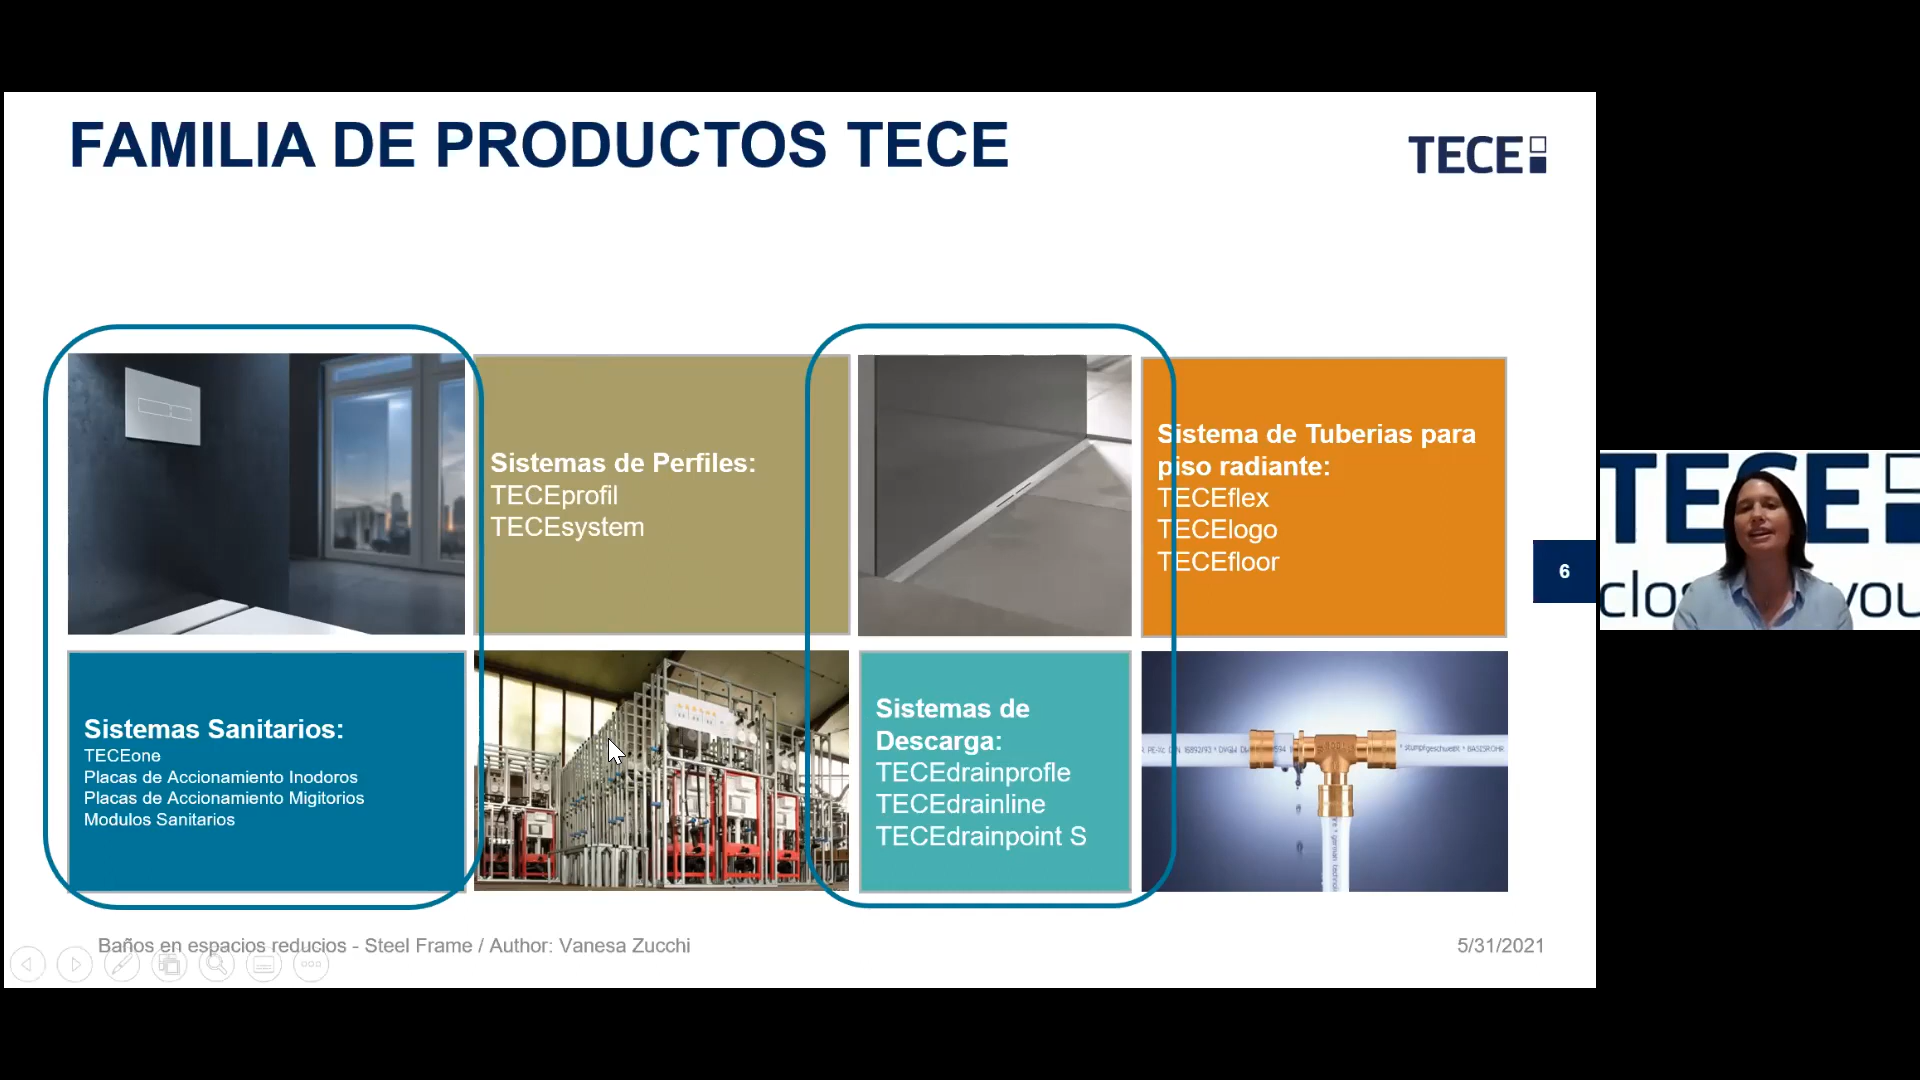 FAMILIA DE PRODUCTOS TECE
TECE
Sistemas de Perfiles:
TECEprofil
TECEsystem
Sistema de Tuberias para
piso radiante:
TECEflex
TECElogo
TECEfloor
Sistemas Sanitarios:
TECEone
Placas de Accionamiento Inodoros
Placas de Accionamiento Migitorios
Modulos Sanitarios
Sistemas de
Descarga:
TECEdrainprofle
TECEdrainline
TECEdrainpoint S
6
TECE
Baños en espacios reducios - Steel Frame / Author: Vanesa Zucchi
5/31/2021